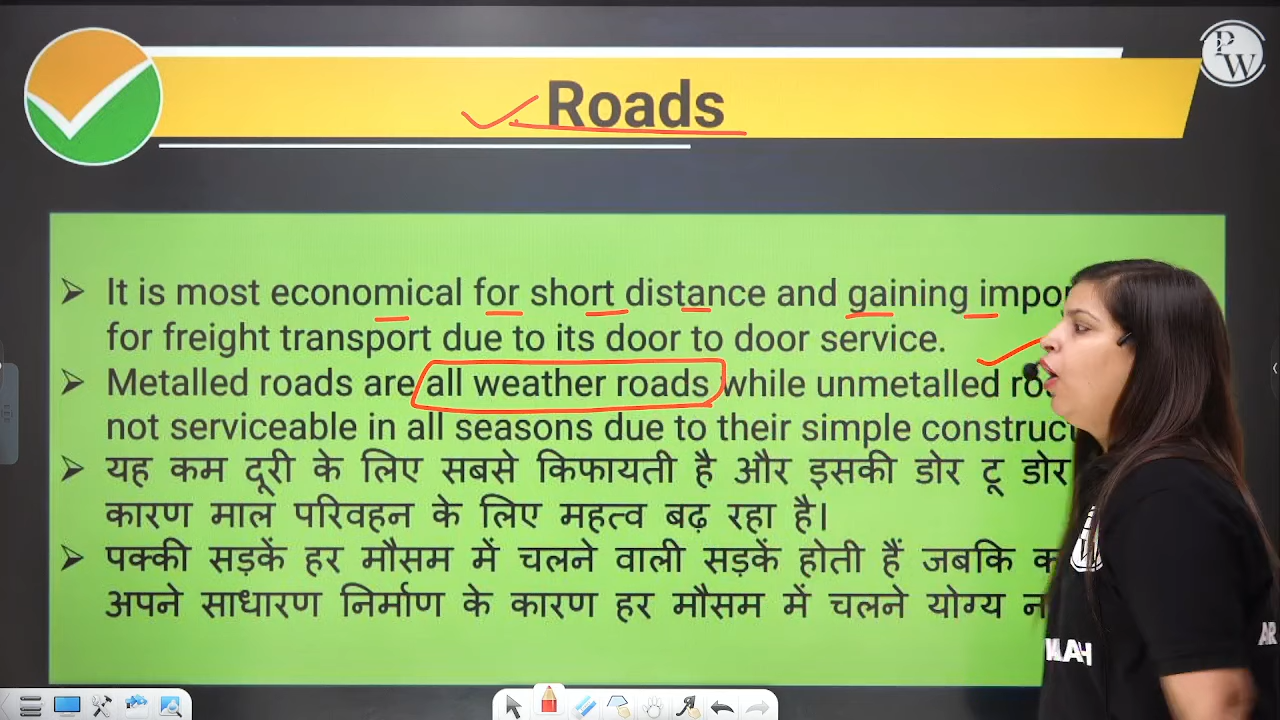 Roads
PW
It is most economical for short distance and gaining
for freight transport due to its door to door service.
Metalled roads are all weather roads while unmetalled
not serviceable in all seasons due to their simple
यह कम दूरी के लिए सबसे किफायती है और इसकी डोर टू डोर
कारण माल परिवहन के लिए महत्व बढ़ रहा है।
पक्की सड़कें हर मौसम में चलने वाली सड़कें होती हैं जबकि
अपने साधारण निर्माण के कारण हर मौसम में चलने योग्य